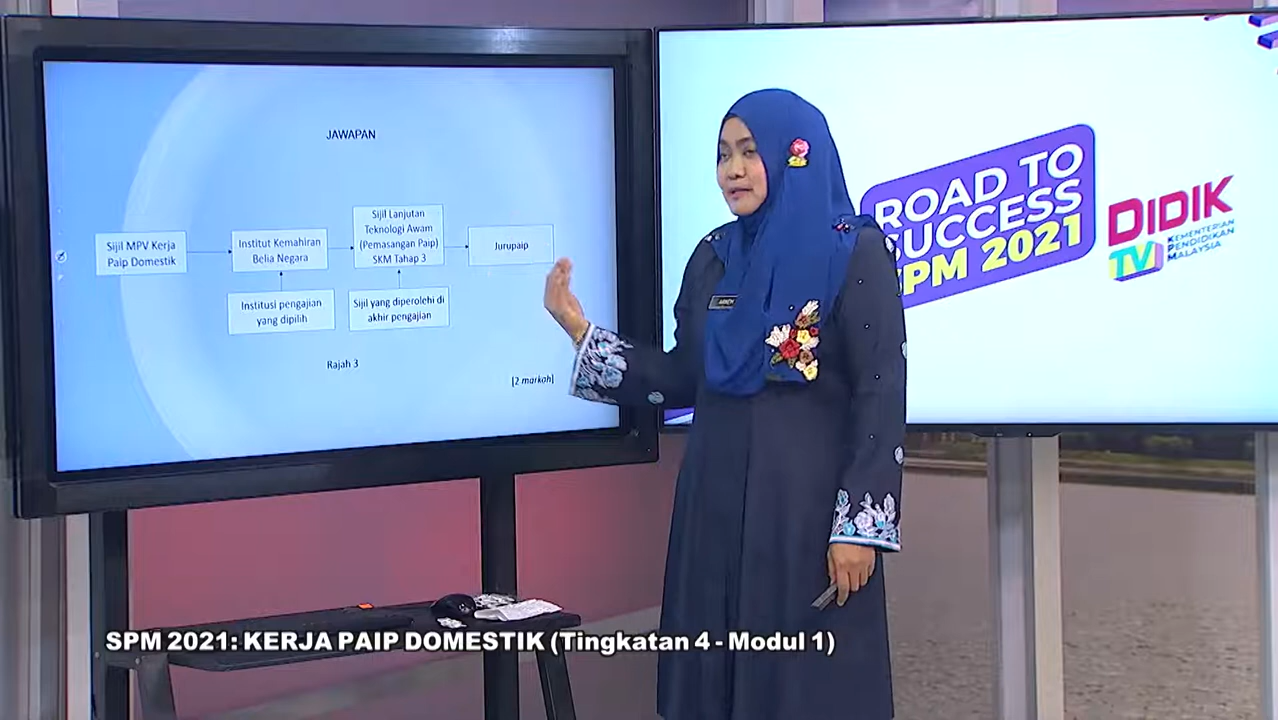 JAWAPAN
Sijil MPV Kerja
Paip Domestik
Institut Kemahiran
Belia Negara
Sijil Lanjutan
Teknologi Awam
(Pemasangan Paip)
SKM Tahap 3
Jurupaip
Institusi pengajian
yang dipilih
Sijil yang diperolehi di
akhir pengajian
Rajah 3
[2 markah]
ROAD TO
SUCCESS
SPM 2021
DIDIK
TV
KEMENTERIAN
PENDIDIKAN
MALAYSIA
SPM 2021: KERJA PAIP DOMESTIK (Tingkatan 4 - Modul 1)